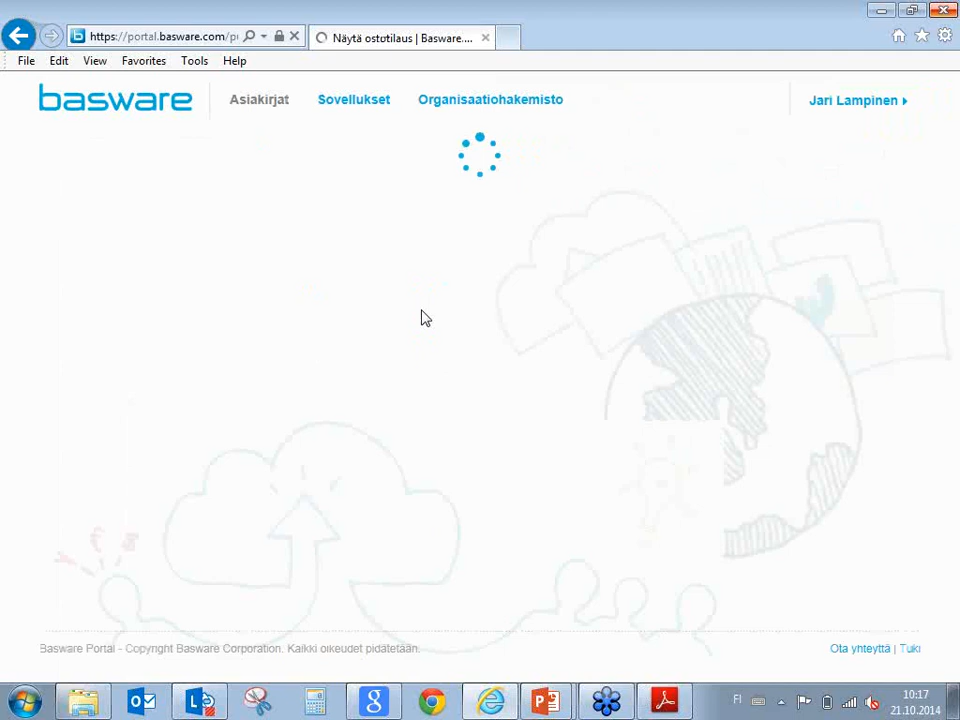 https://portal.basware.com/pu
Näytä ostotilaus | Basware....
File Edit View Favorites Tools Help
basware
Asiakirjat Sovellukset Organisaatiohakemisto
Jari Lampinen
Basware Portal - Copyright Basware Corporation. Kaikki oikeudet pidätetään.
Ota yhteyttä | Tuki
FI
10:17
21.10.2014